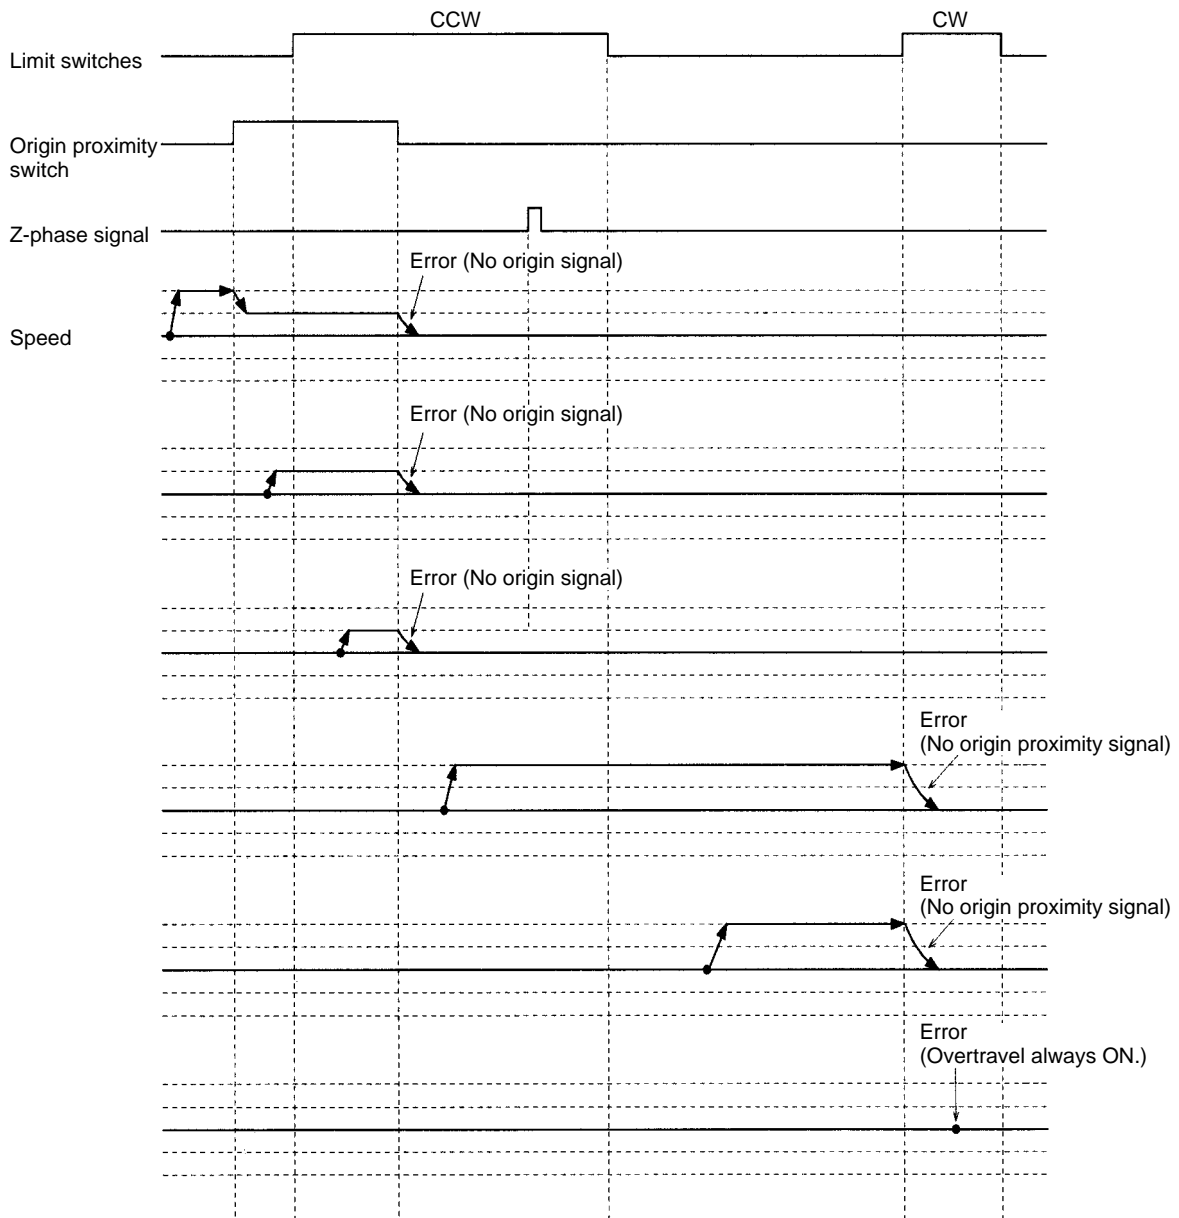 CCW
CW
Limit switches
Origin proximity
switch
Z-phase signal
Error (No origin signal)
Speed
Error (No origin signal)
Error (No origin signal)
Error
(No origin proximity signal)
Error
(No origin proximity signal)
Error
(Overtravel always ON.)